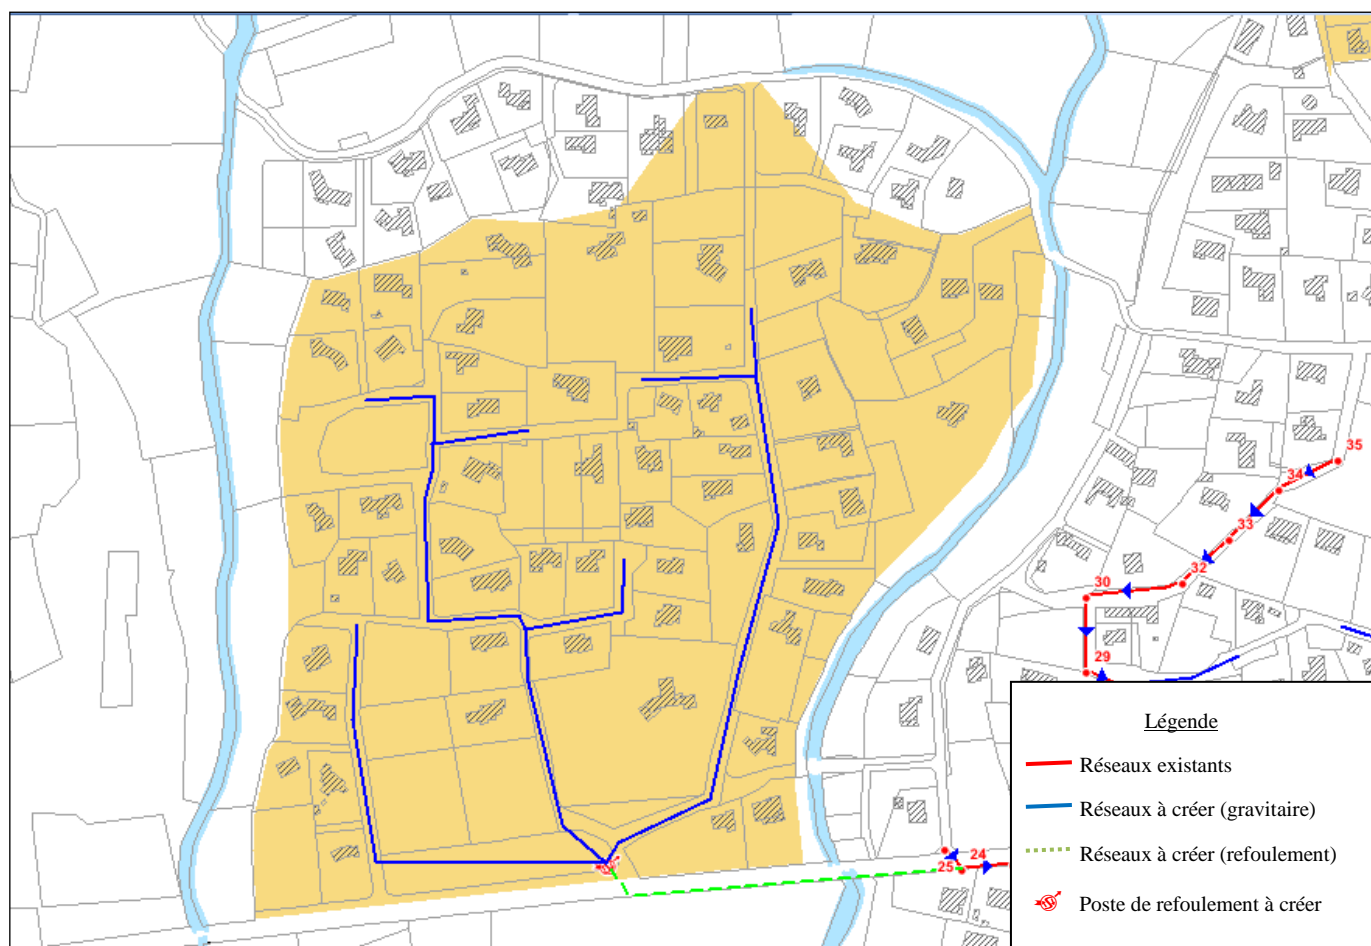 35
34
33
32
30
29
24
25
Légende
Réseaux existants
Réseaux à créer (gravitaire)
Réseaux à créer (refoulement)
Poste de refoulement à créer